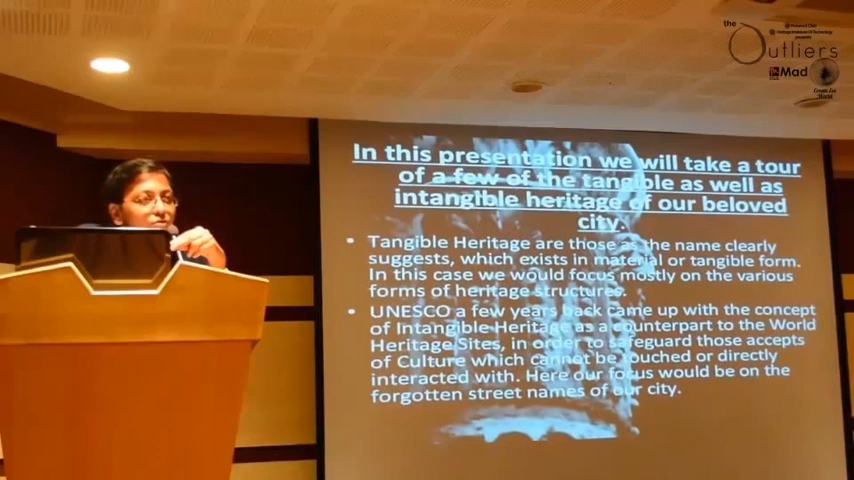 the
Outliers
Heritage Institute Of Technology
presents
Mad
In this presentation we will take a tour
of a few of the tangible as well as
intangible heritage of our beloved
city.
• Tangible Heritage are those as the name clearly
suggests, which exists in material or tangible form.
In this case we would focus mostly on the various
forms of heritage structures.
• UNESCO a few years back came up with the concept
of Intangible Heritage as a counterpart to the World
Heritage Sites, in order to safeguard those accepts
of Culture which cannot be touched or directly
interacted with. Here our focus would be on the
forgotten street names of our city.